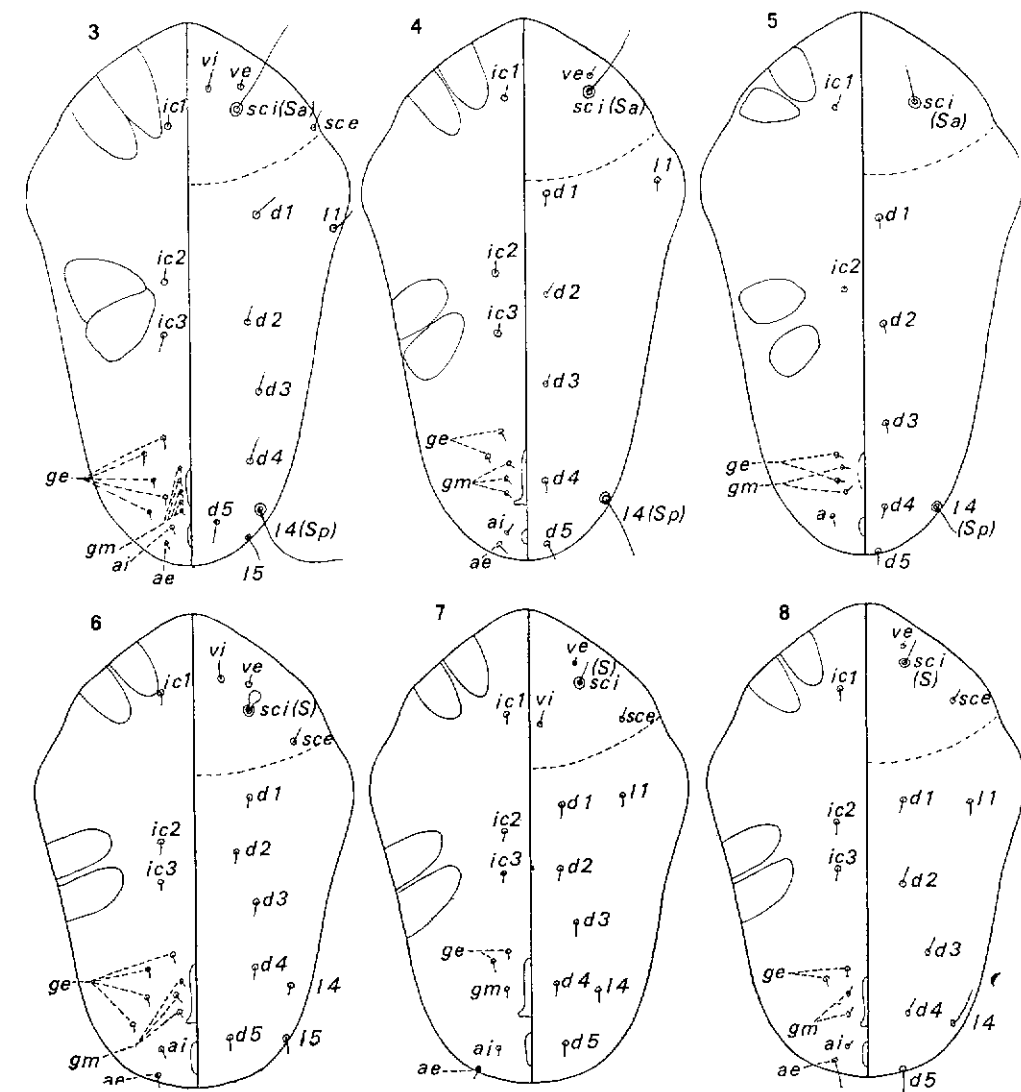 3
vi
ve
ic1
sci(Sa)
sce
d1
l1
ic2
d2
ic3
d3
d4
ge
d5
l4(Sp)
gm
ai
ae
l5
4
ve
ic1
sci(Sa)
l1
d1
ic2
d2
ic3
d3
ge
gm
d4
l4(Sp)
ai
d5
ae
5
ic1
sci
(Sa)
d1
ic2
d2
d3
ge
gm
a
d4
l4
(Sp)
d5
6
vi
ve
ic1
sci(S)
sce
d1
ic2
d2
ic3
d3
ge
d4
l4
gm
ai
d5
l5
ae
7
ve
(S)
sci
ic1
vi
sce
d1
l1
ic2
ic3
d2
d3
ge
gm
d4
l4
ai
d5
ae
8
ve
sci
(S)
ic1
sce
d1
l1
ic2
ic3
d2
d3
ge
gm
d4
l4
ai
ae
d5